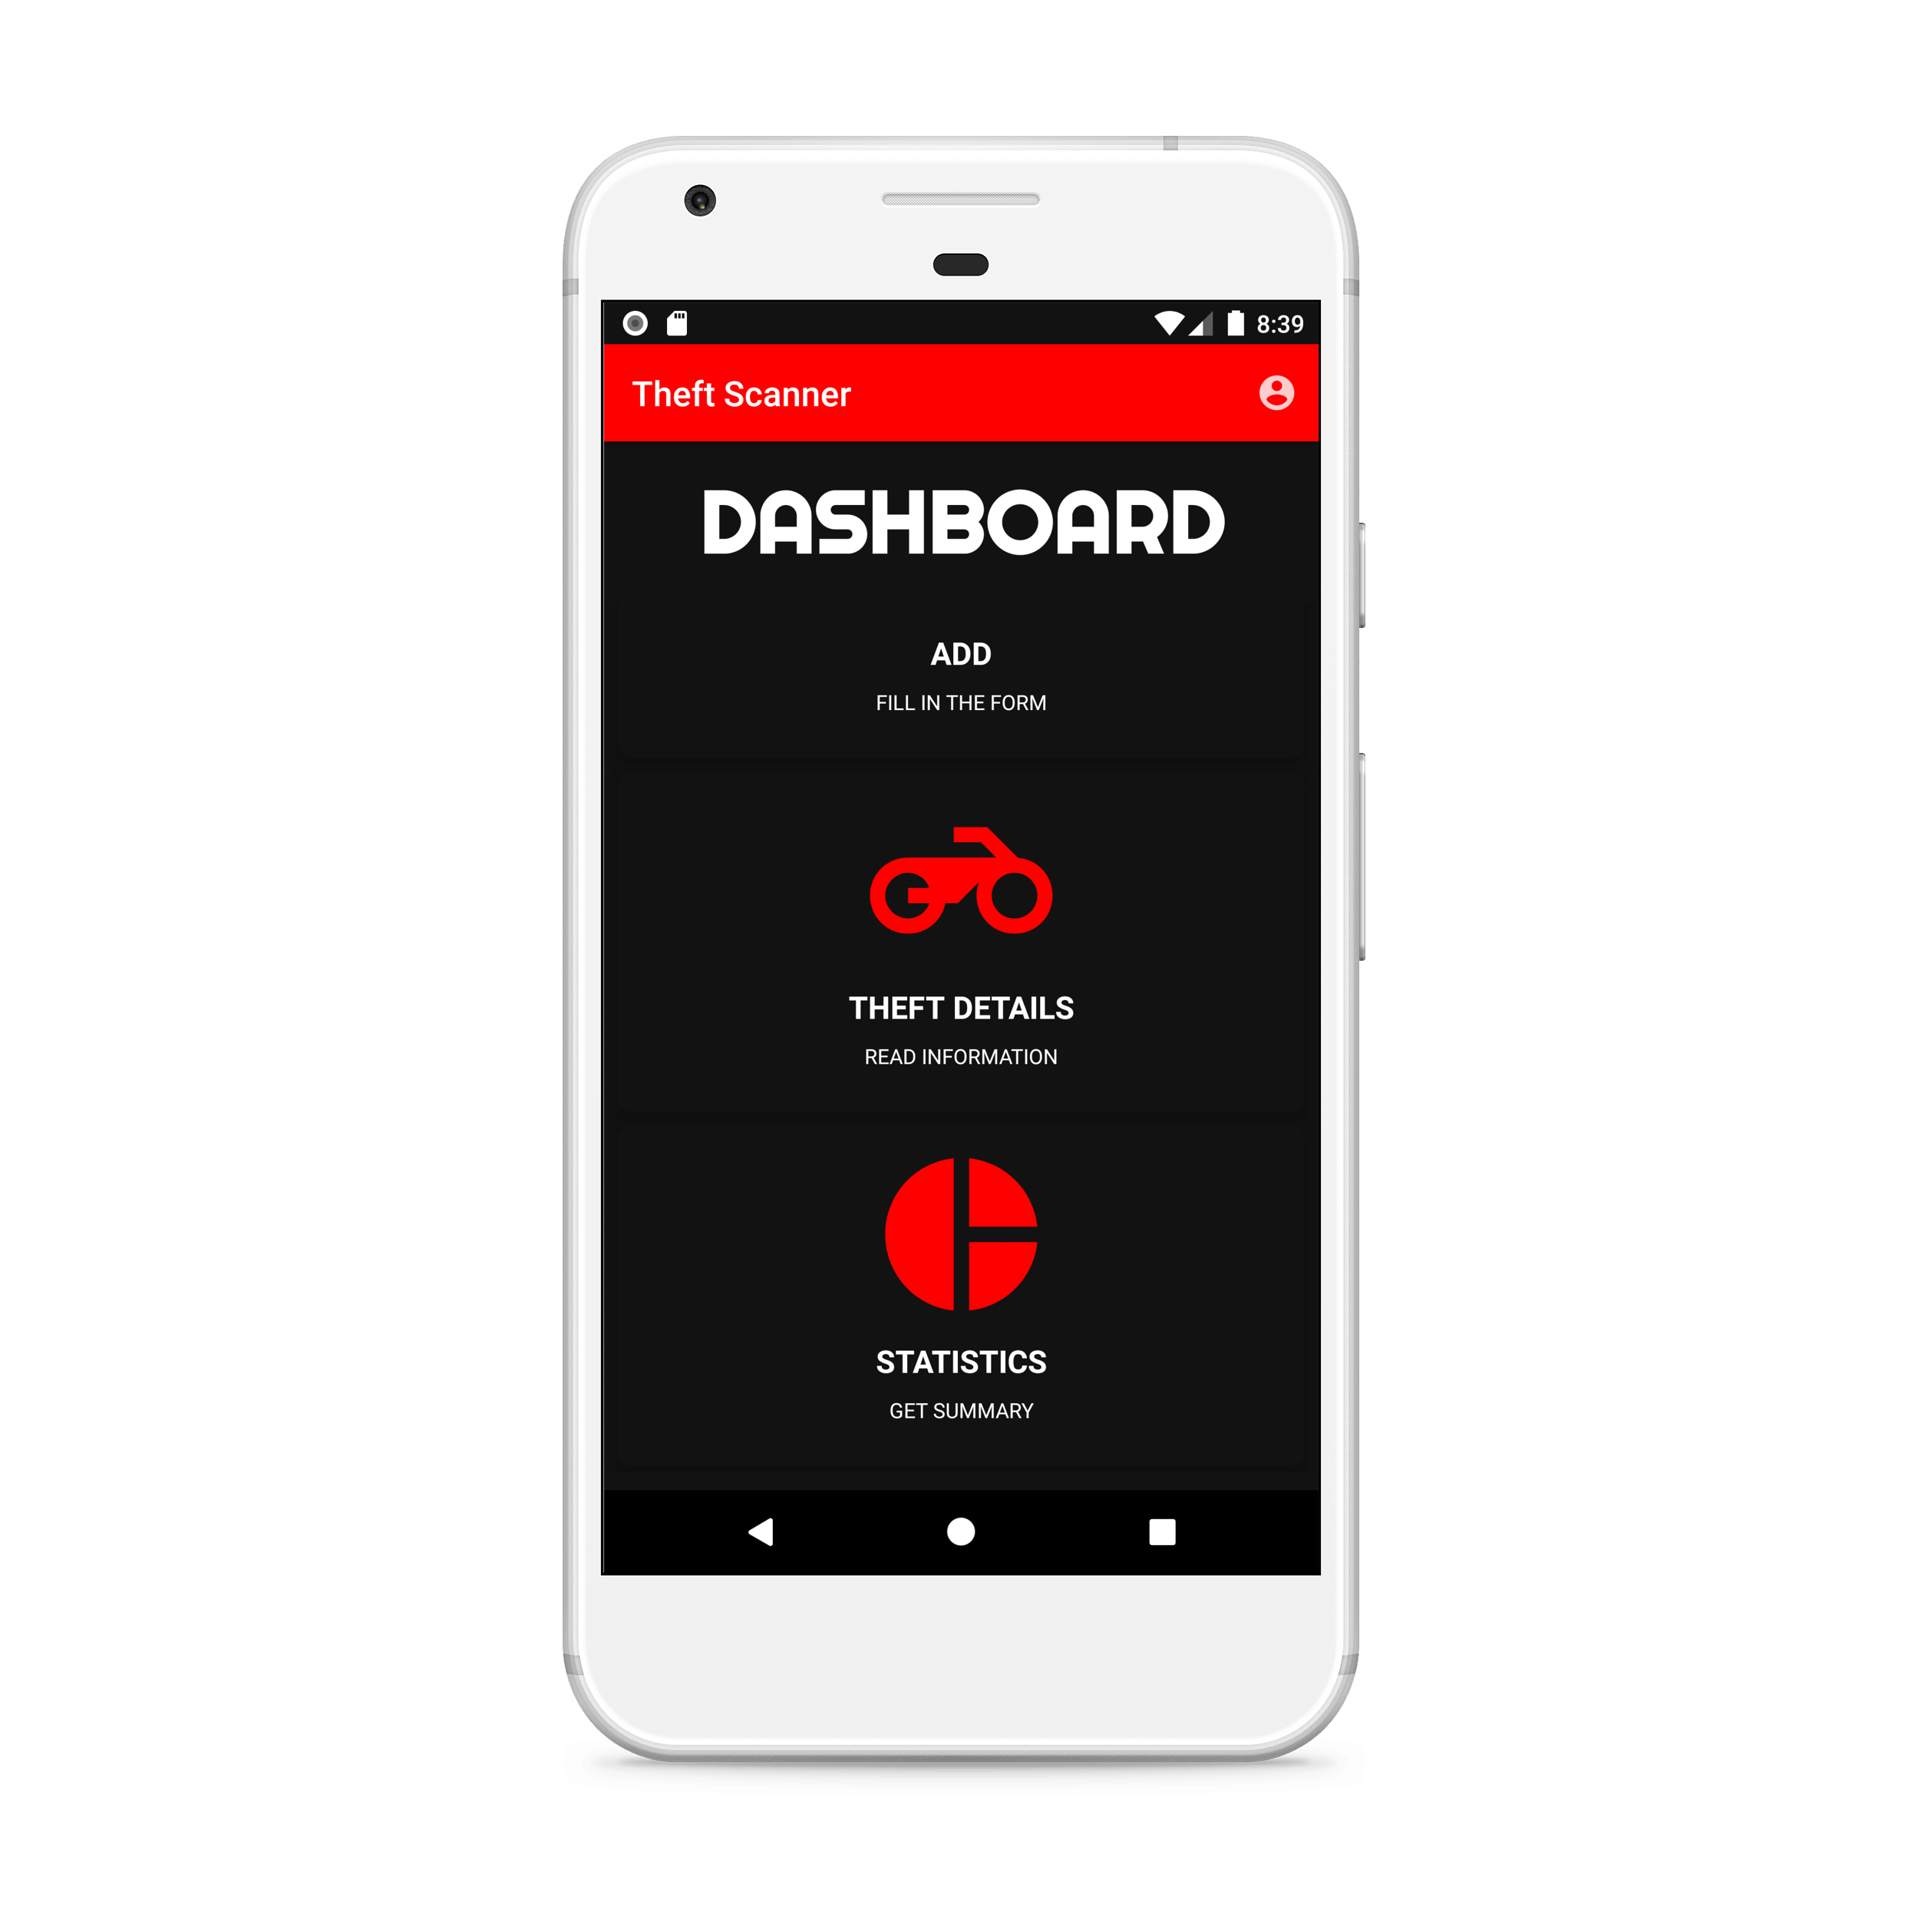 8:39
Theft Scanner
DASHBOARD
ADD
FILL IN THE FORM
THEFT DETAILS
READ INFORMATION
STATISTICS
GET SUMMARY